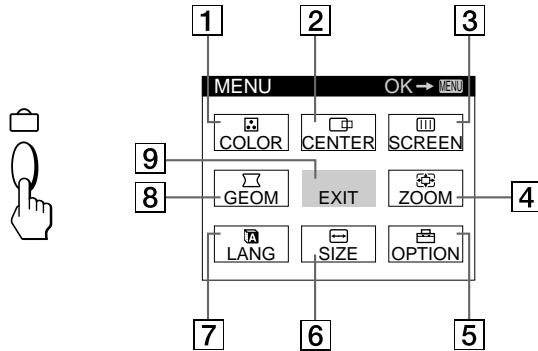 1 2 3
MENU OK→ MENU
COLOR CENTER SCREEN
9
8 GEOM EXIT ZOOM 4
LANG SIZE OPTION
7 6 5